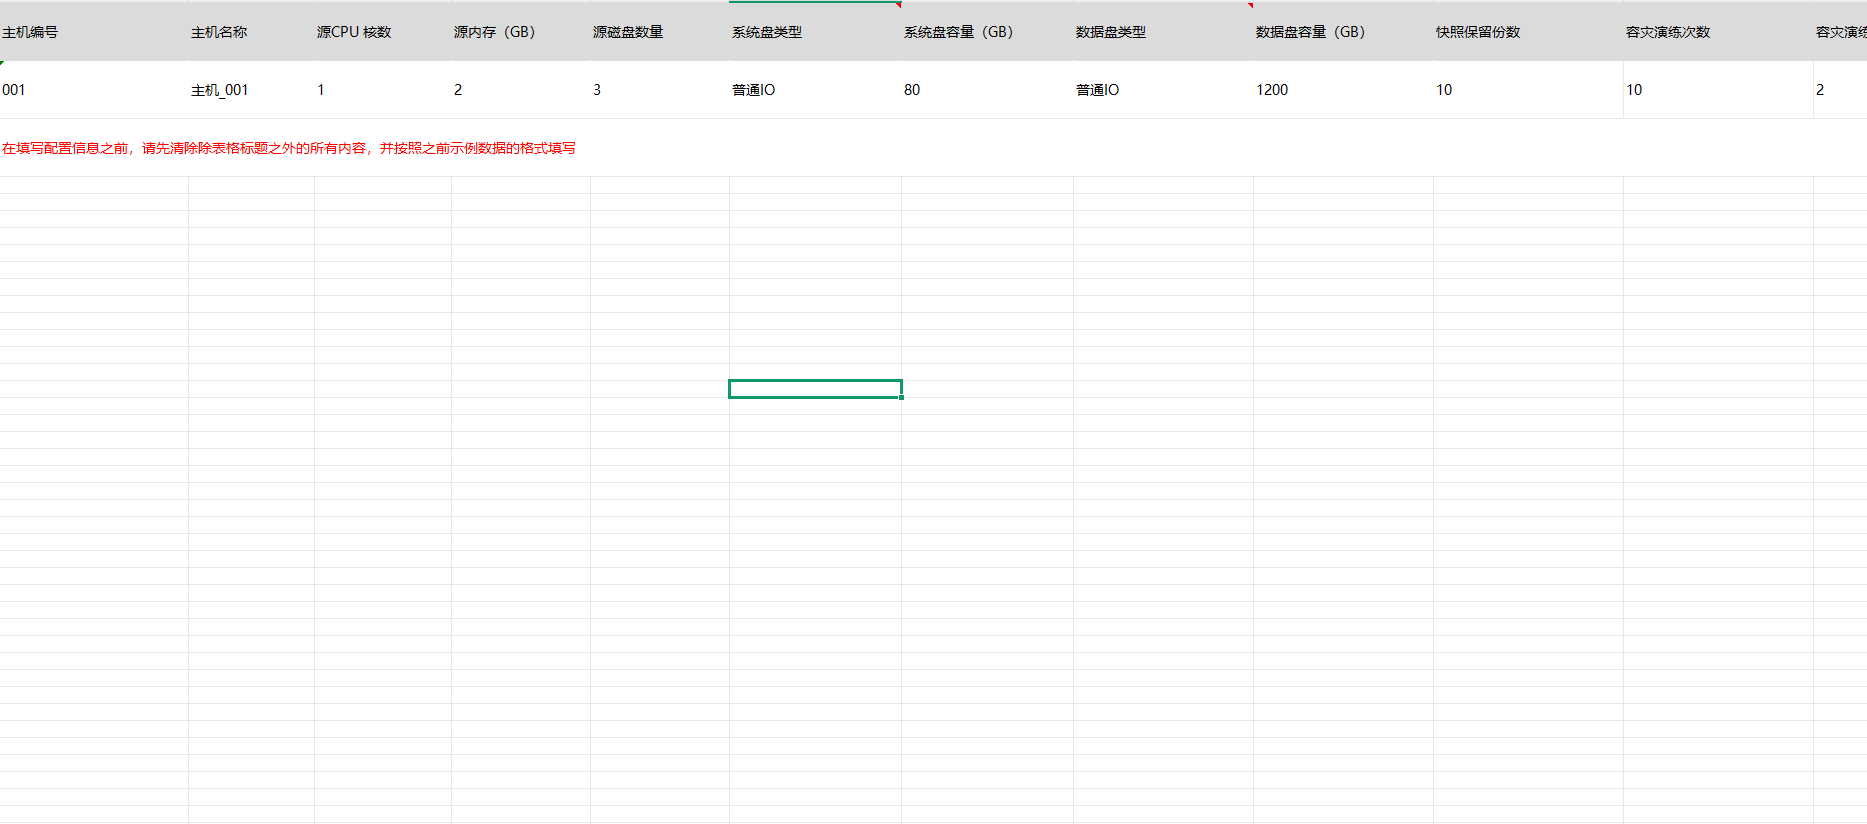 主机编号 主机名称 源CPU 核数 源内存（GB） 源磁盘数量 系统盘类型 系统盘容量（GB） 数据盘类型 数据盘容量（GB） 快照保留份数 容灾演练次数 容灾演练
001 主机_001 1 2 3 普通IO 80 普通IO 1200 10 10 2
在填写配置信息之前，请先清除除表格标题之外的所有内容，并按照之前示例数据的格式填写